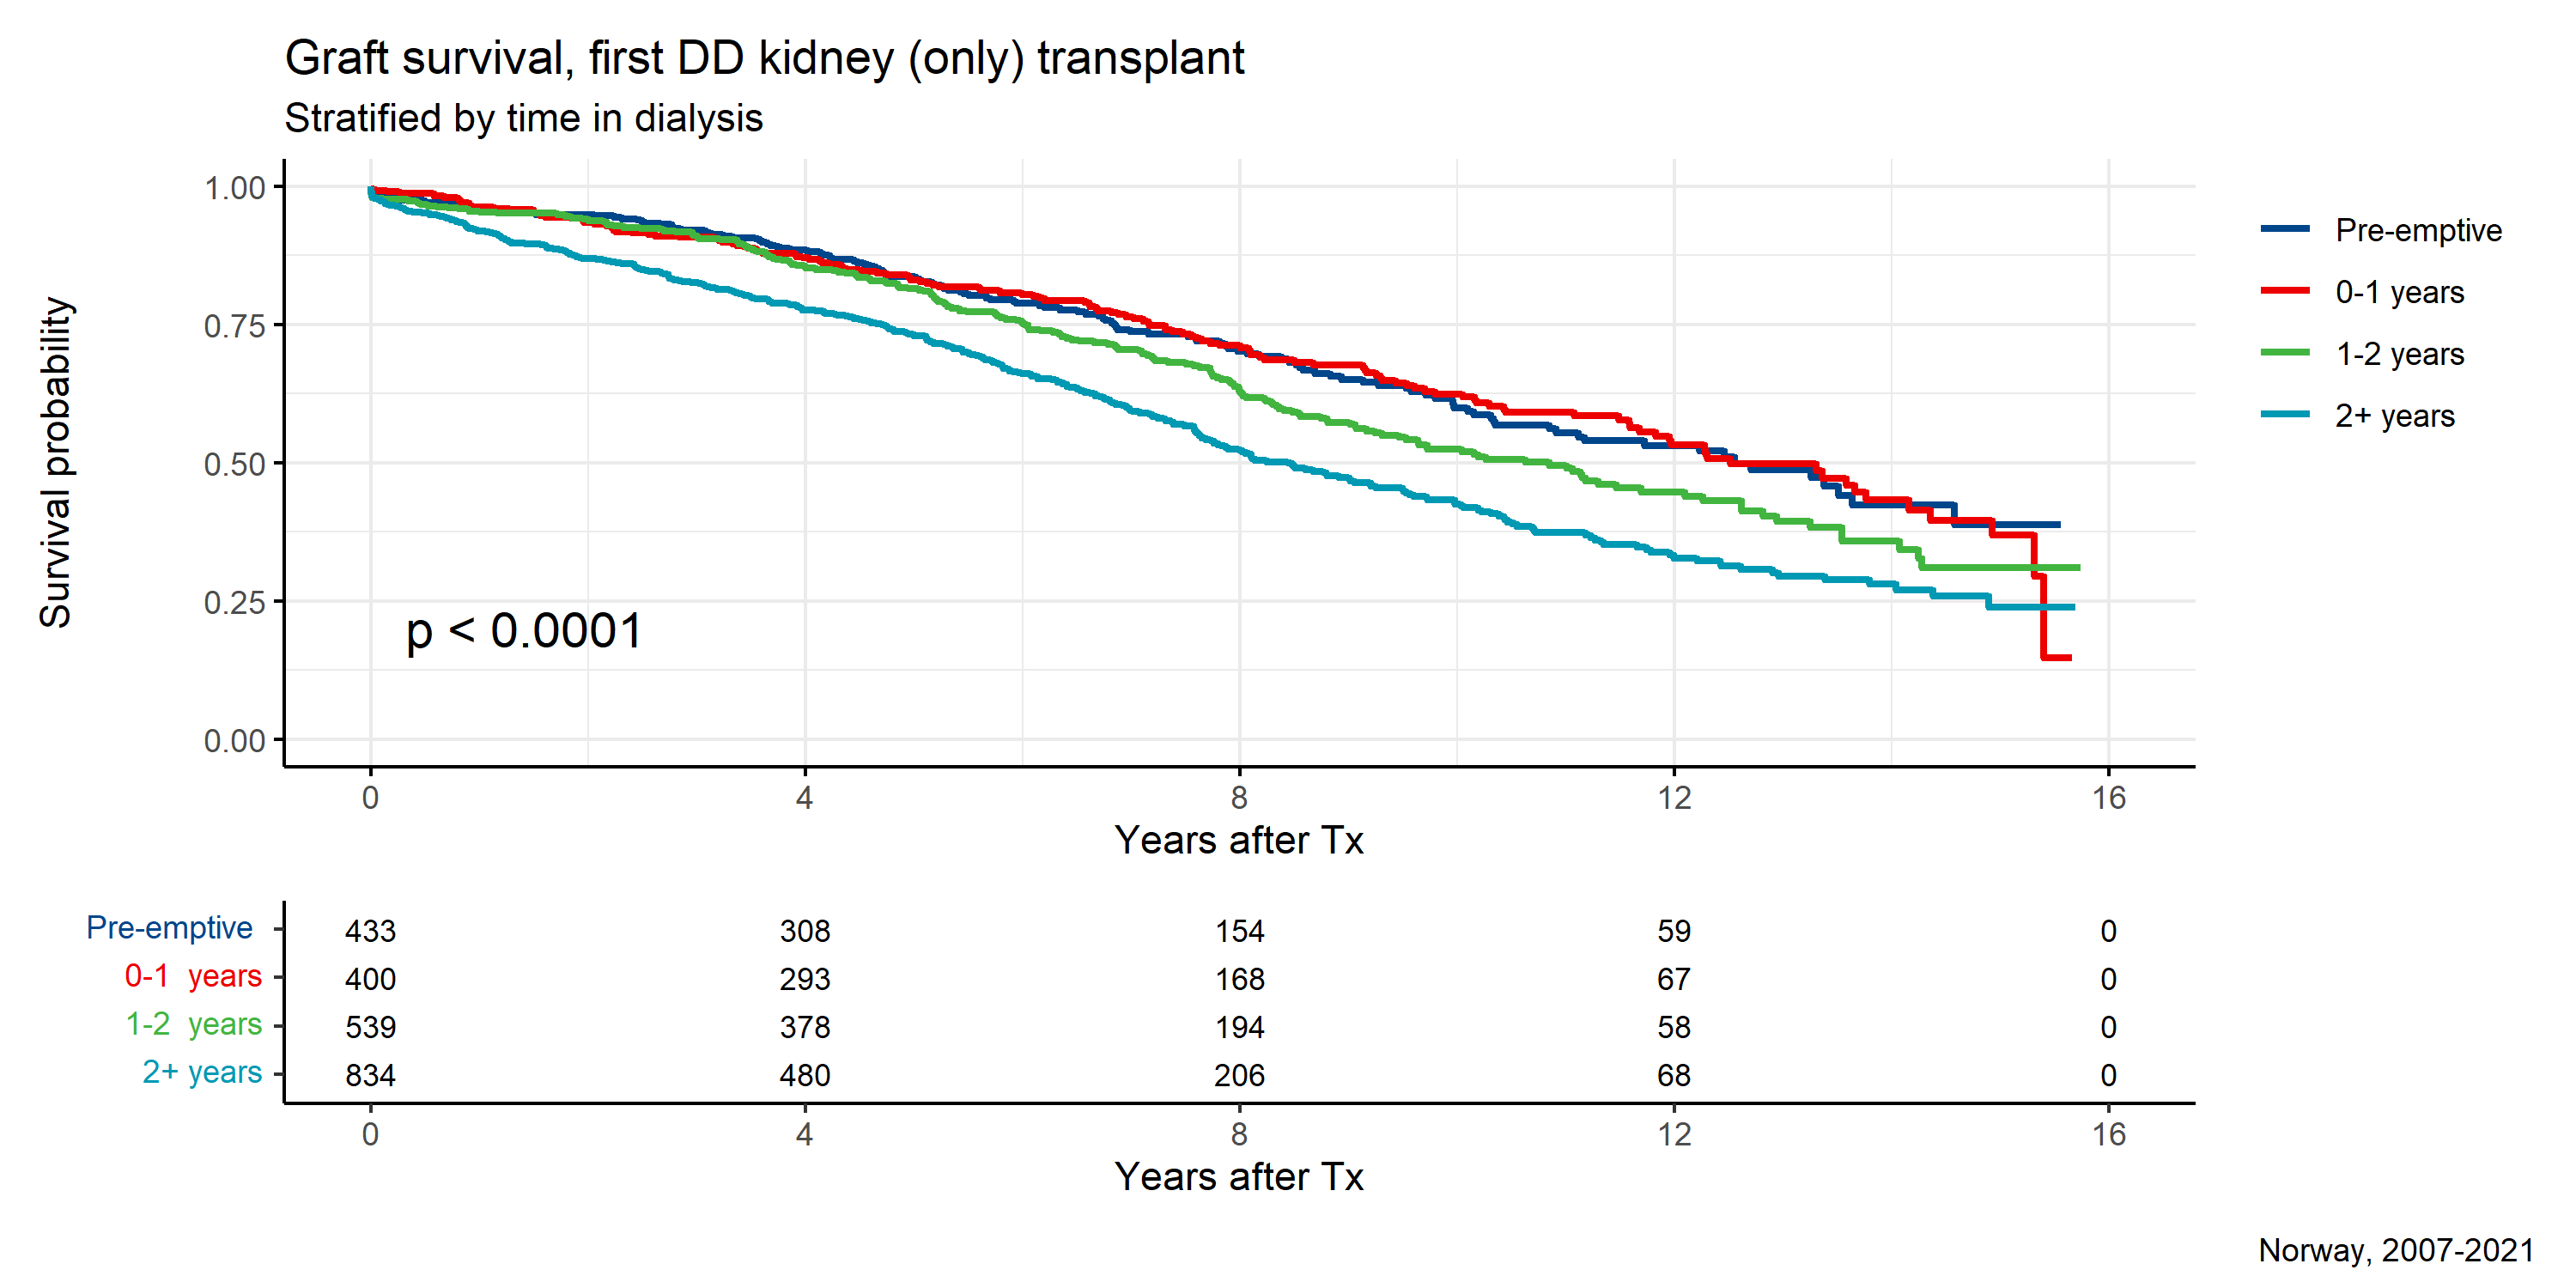 Graft survival, first DD kidney (only) transplant
Stratified by time in dialysis
Survival probability
1.00
0.75
0.50
0.25
0.00
p < 0.0001
0 4 8 12 16
Years after Tx
Pre-emptive
0-1 years
1-2 years
2+ years
Pre-emptive 433 308 154 59 0
0-1 years 400 293 168 67 0
1-2 years 539 378 194 58 0
2+ years 834 480 206 68 0
0 4 8 12 16
Years after Tx
Norway, 2007-2021